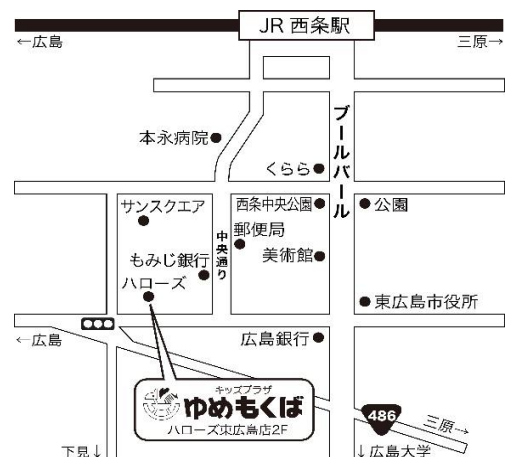 JR 西条駅
←広島
三原→
本永病院
ブールバール
くらら
サンスクエア
西条中央公園
公園
中央通り
郵便局
もみじ銀行
美術館
ハローズ
東広島市役所
←広島
広島銀行
キッズプラザ
ゆめもくば
ハローズ東広島店2F
486
三原→
下見↓
↓広島大学